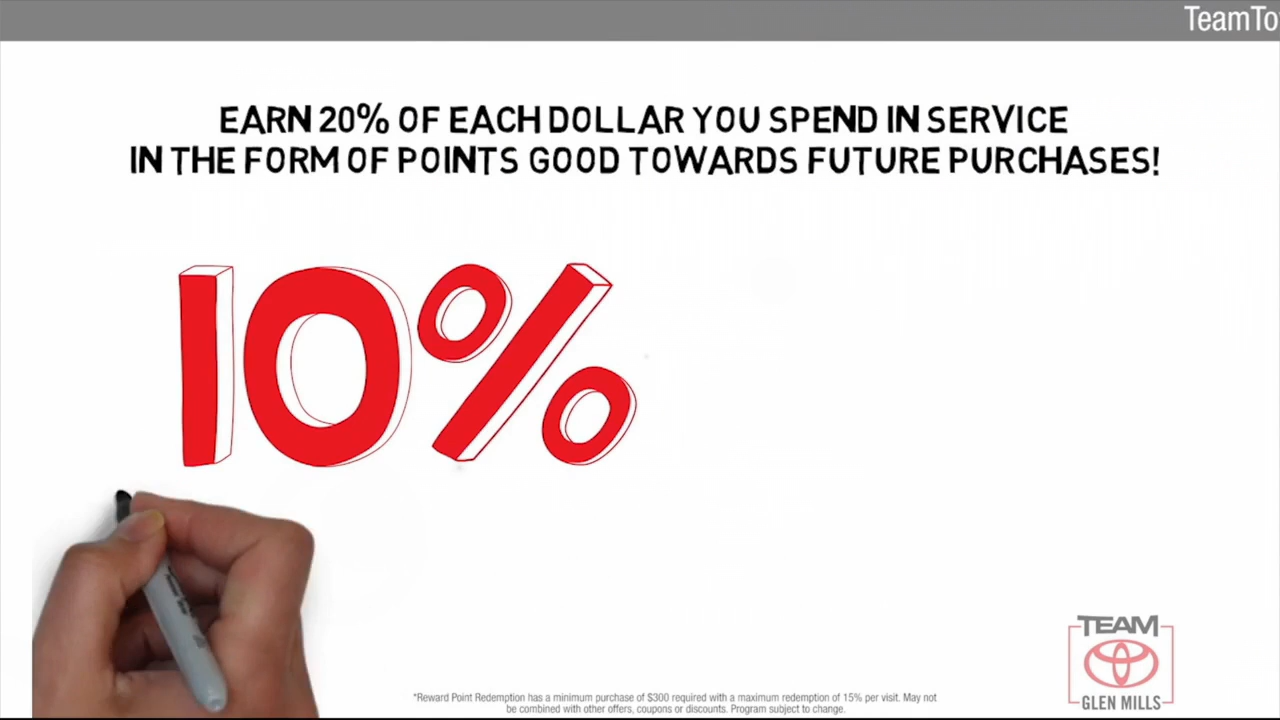 TeamTo
EARN 20% OF EACH DOLLAR YOU SPEND IN SERVICE
IN THE FORM OF POINTS GOOD TOWARDS FUTURE PURCHASES!
10%
TEAM
GLEN MILLS
*Reward Point Redemption has a minimum purchase of $300 required with a maximum redemption of 15% per visit. May not
be combined with other offers, coupons or discounts. Program subject to change.